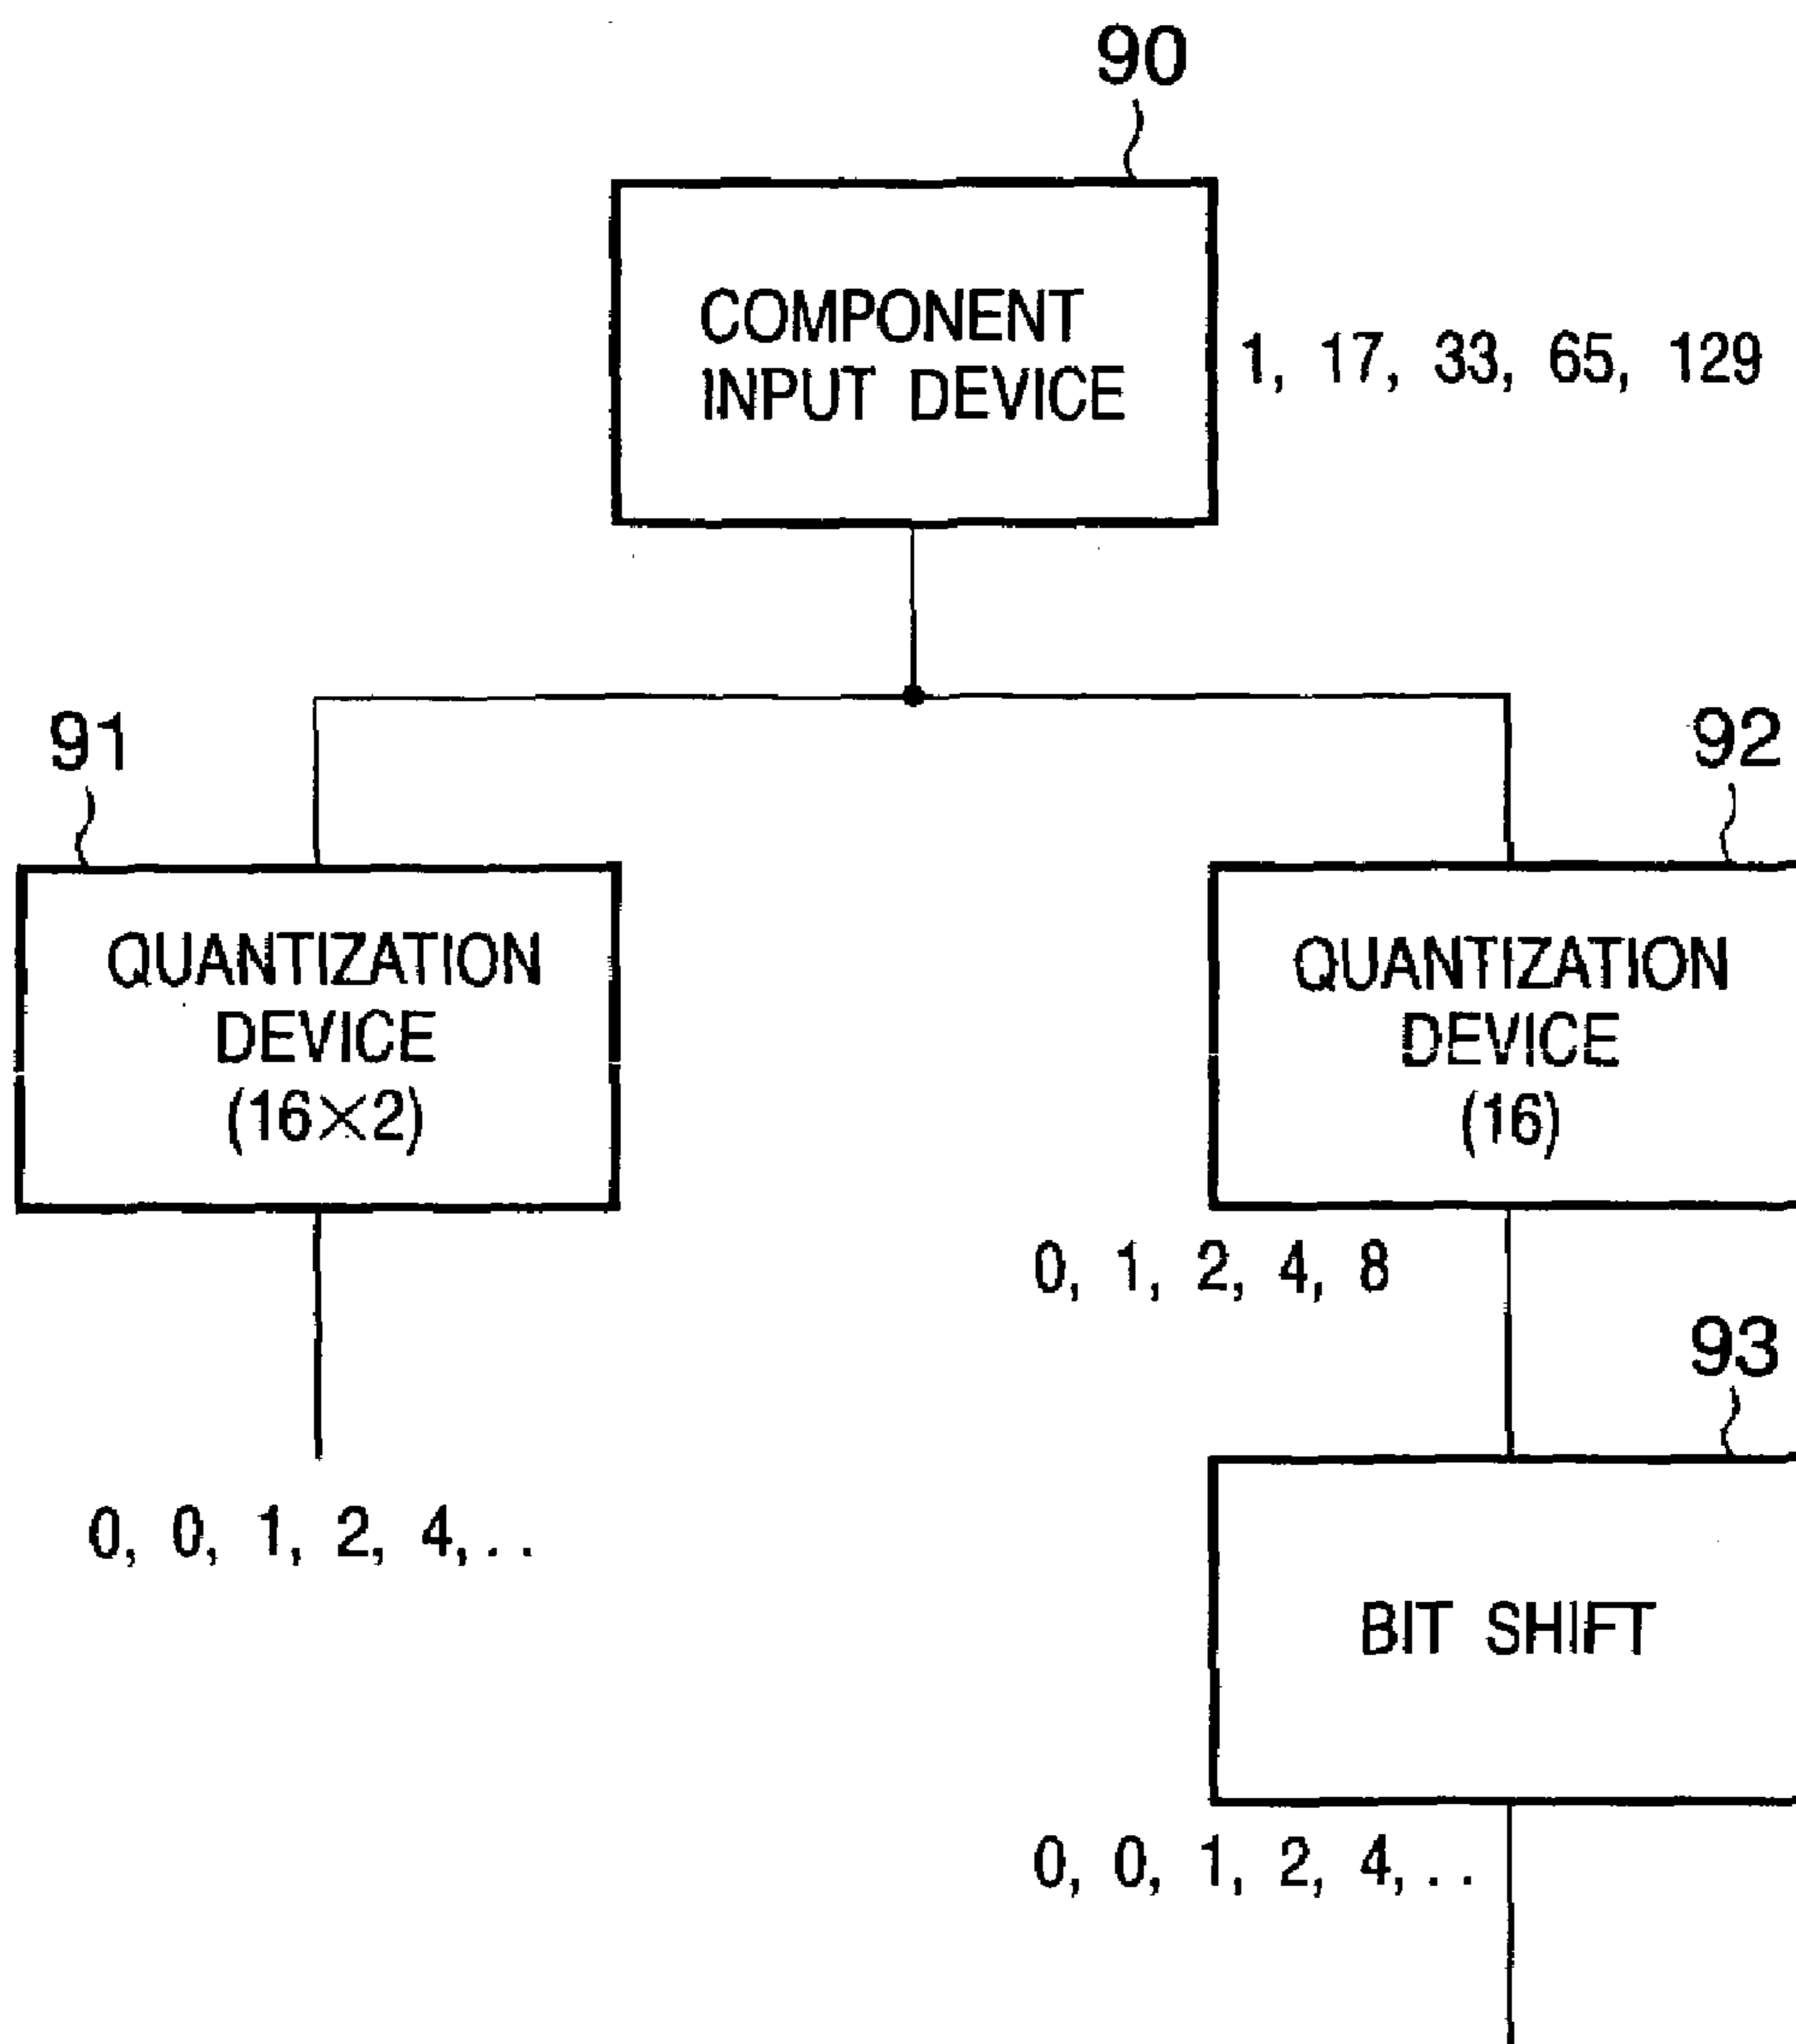 90
COMPONENT
INPUT DEVICE
1, 17, 33, 65, 129
91
92
QUANTIZATION
DEVICE
(16×2)
QUANTIZATION
DEVICE
(16)
0, 1, 2, 4, 8
93
0, 0, 1, 2, 4, . .
BIT SHIFT
0, 0, 1, 2, 4, . .